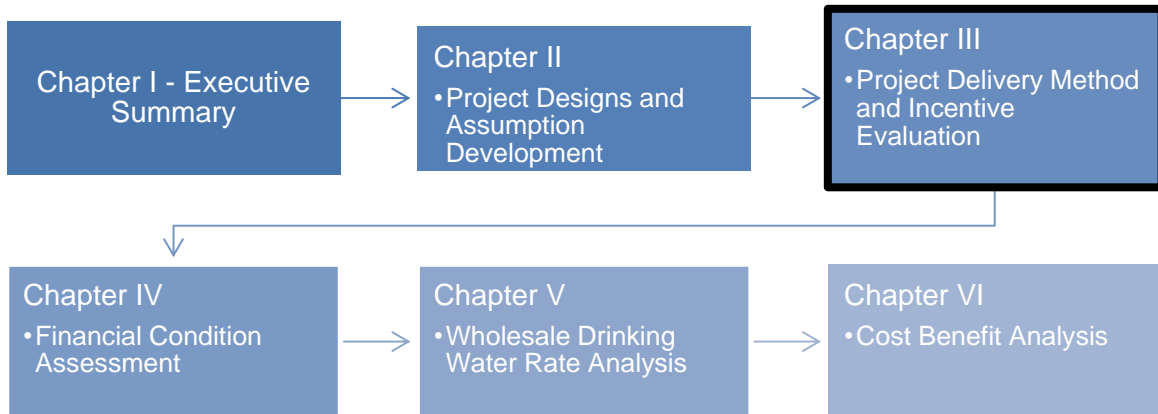 Chapter I - Executive
Summary
Chapter II
•Project Designs and
Assumption
Development
Chapter III
•Project Delivery Method
and Incentive
Evaluation
Chapter IV
•Financial Condition
Assessment
Chapter V
•Wholesale Drinking
Water Rate Analysis
Chapter VI
•Cost Benefit Analysis